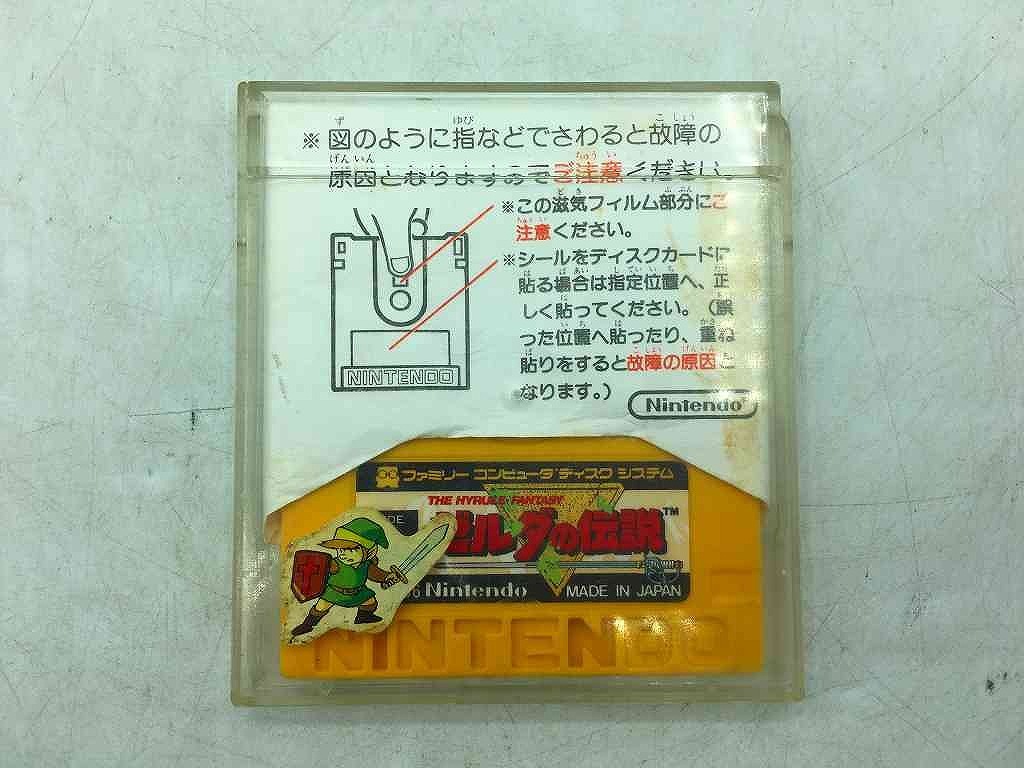 ※図のように指などでさわると故障の
原因となりますのでご注意ください。
※この滋気フィルム部分にご
注意ください。
※シールをディスクカードに
貼る場合は指定位置へ、正
しく貼ってください。(誤
った位置へ貼ったり、重ね
貼りをすると故障の原因と
なります。)
NINTENDO
Nintendo
ファミリー コンピュータ ディスク システム
THE HYRULE FANTASY
ゼルダの伝説™
Nintendo MADE IN JAPAN
NINTENDO